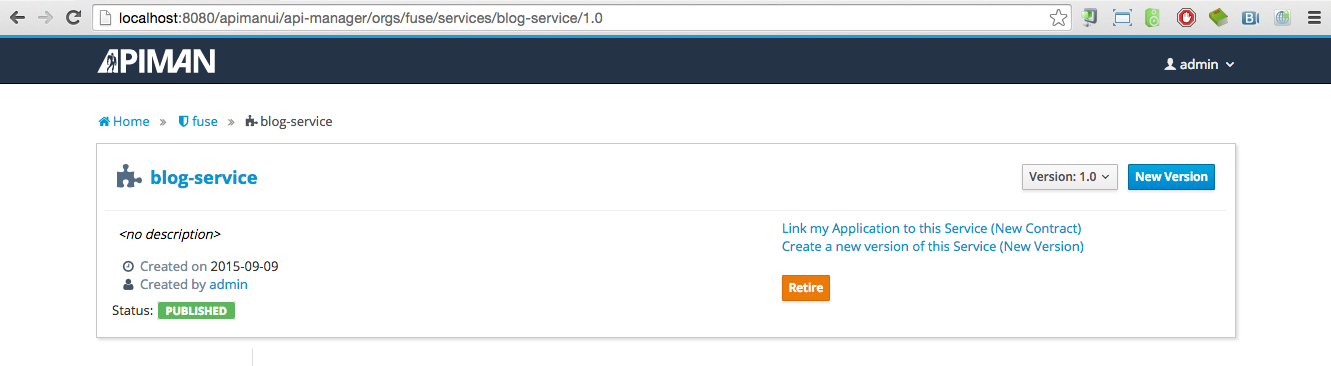 localhost:8080/apimanui/api-manager/orgs/fuse/services/blog-service/1.0
APIMAN
admin
Home » fuse » blog-service
blog-service
Version: 1.0
New Version
<no description>
Link my Application to this Service (New Contract)
Create a new version of this Service (New Version)
Created on 2015-09-09
Created by admin
Retire
Status: PUBLISHED